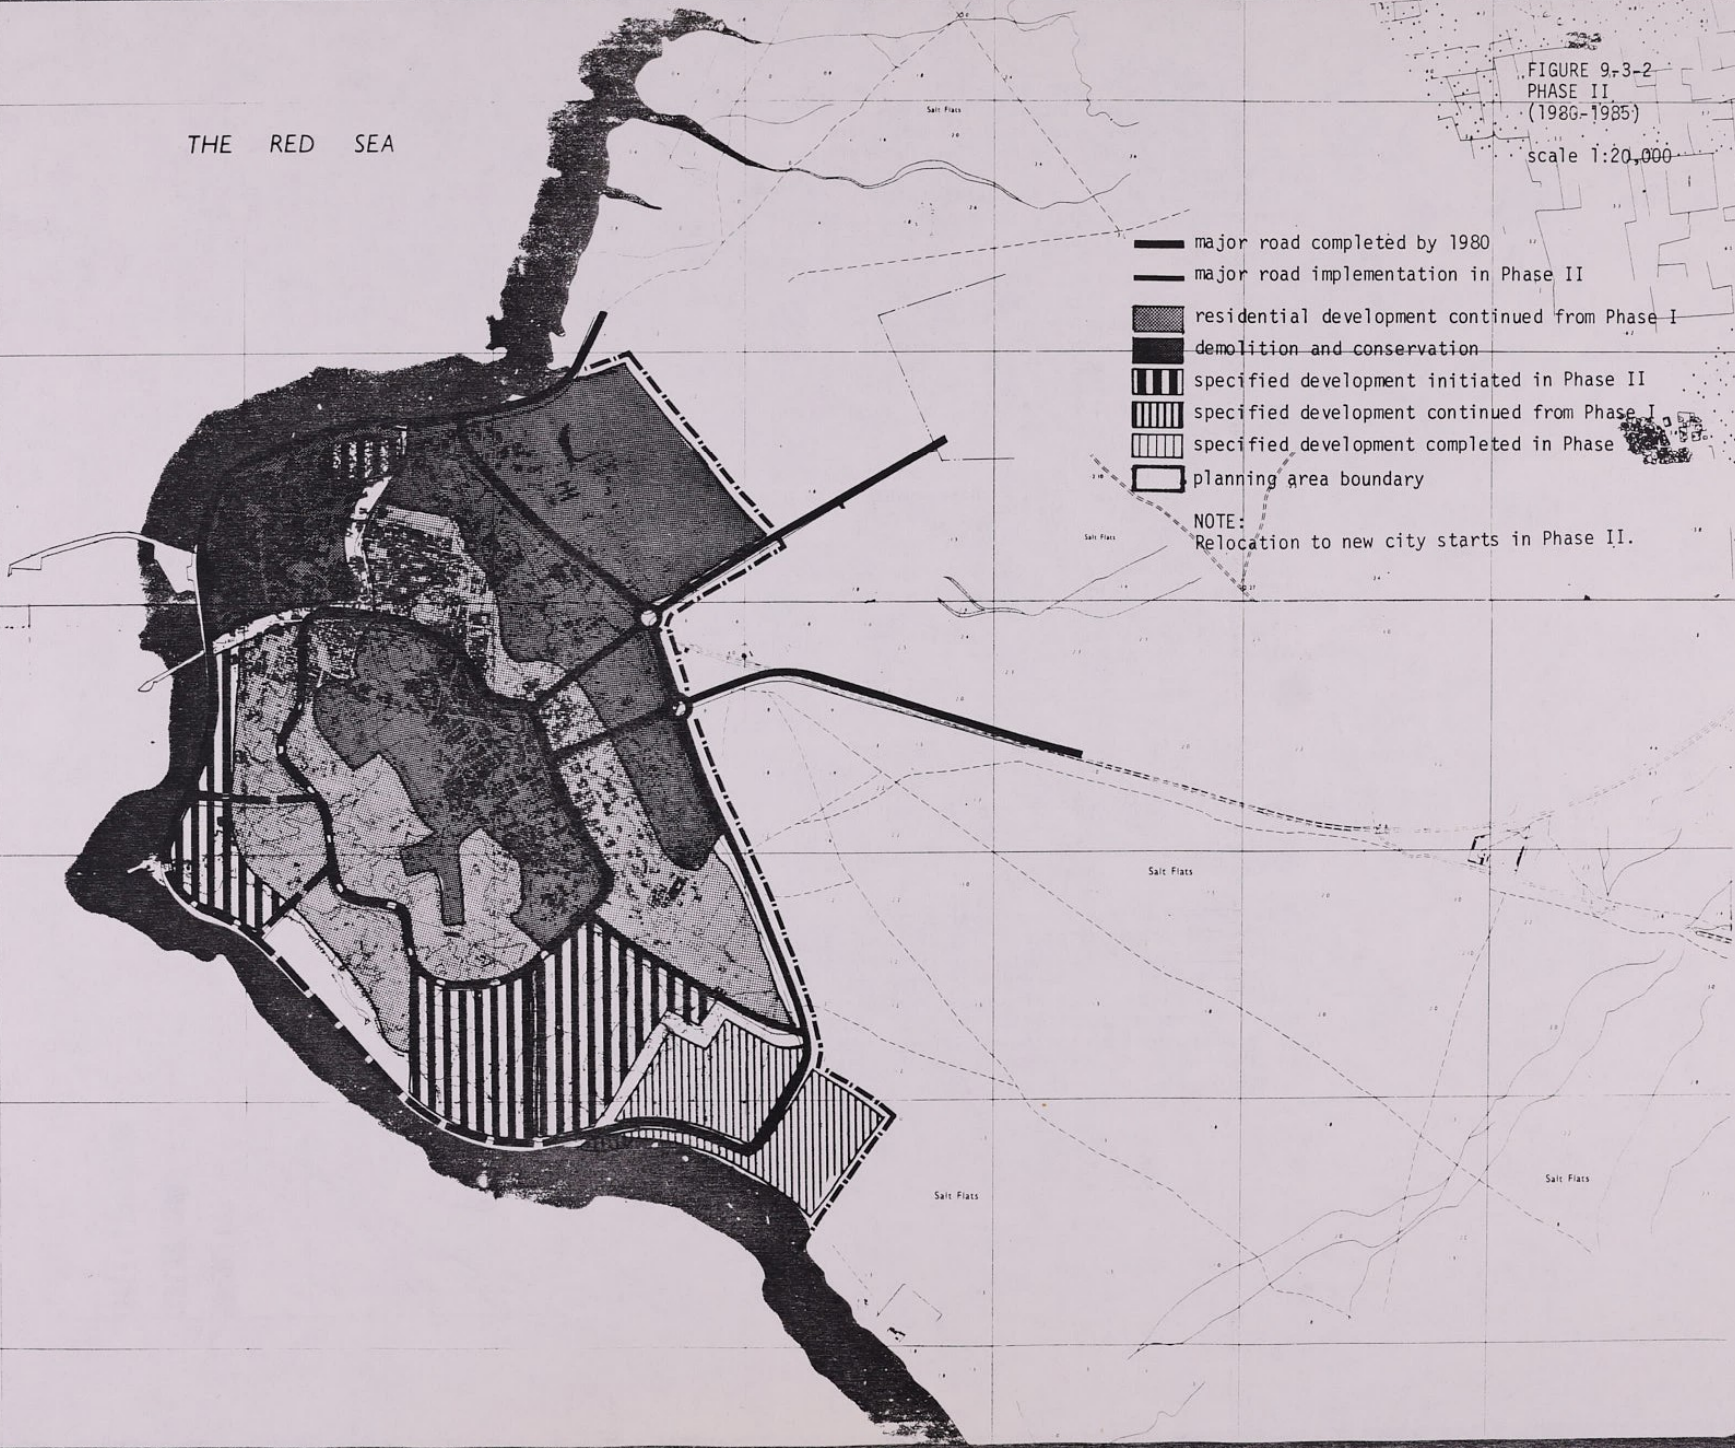 THE RED SEA
FIGURE 9-3-2
PHASE II
(1980-1985)
scale 1:20,000
major road completed by 1980
major road implementation in Phase II
residential development continued from Phase I
demolition and conservation
specified development initiated in Phase II
specified development continued from Phase I
specified development completed in Phase
planning area boundary
NOTE:
Relocation to new city starts in Phase II.
Salt Flats
Salt Flats
Salt Flats
Salt Flats
Salt Flats